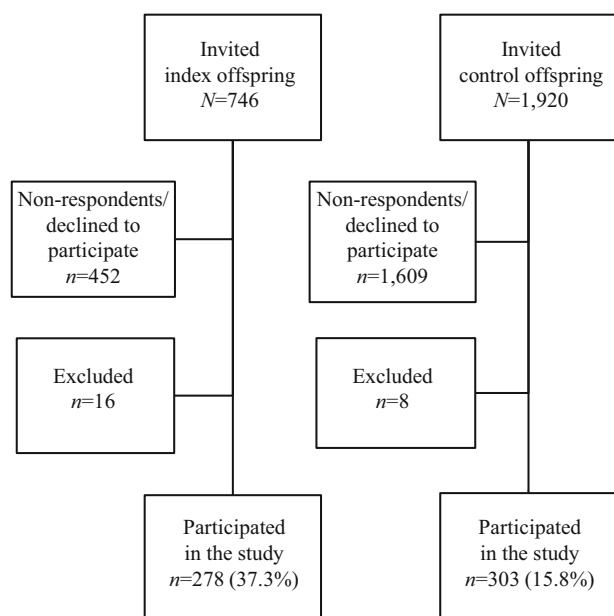 Invited
index offspring
N=746
Invited
control offspring
N=1,920
Non-respondents/
declined to
participate
n=452
Non-respondents/
declined to
participate
n=1,609
Excluded
n=16
Excluded
n=8
Participated
in the study
n=278 (37.3%)
Participated
in the study
n=303 (15.8%)